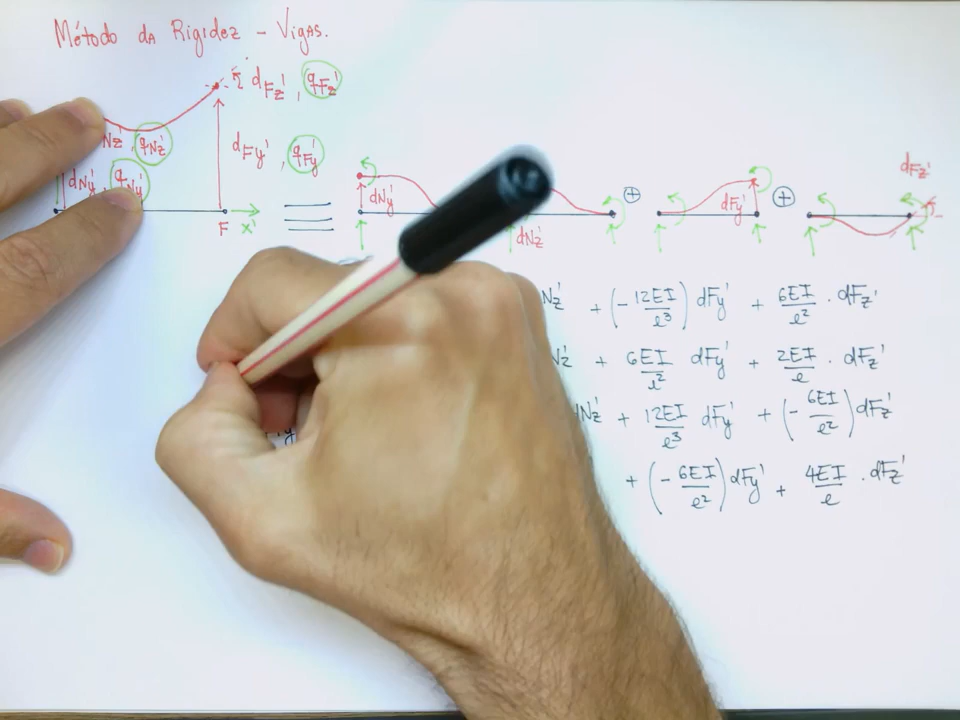 Método da Rigidez - Vigas.
dFz', qFz'
Nz', qNz'
dFy', qFy'
dNy', qNy'
F x'
dNy'
dNz'
dFy'
dFz'
Nz' + (-12EI/ℓ³) dFy' + 6EI/ℓ² · dFz'
Nz' + 6EI/ℓ² dFy' + 2EI/ℓ · dFz'
Nz' + 12EI/ℓ³ dFy' + (-6EI/ℓ²) dFz'
+ (-6EI/ℓ²) dFy' + 4EI/ℓ · dFz'